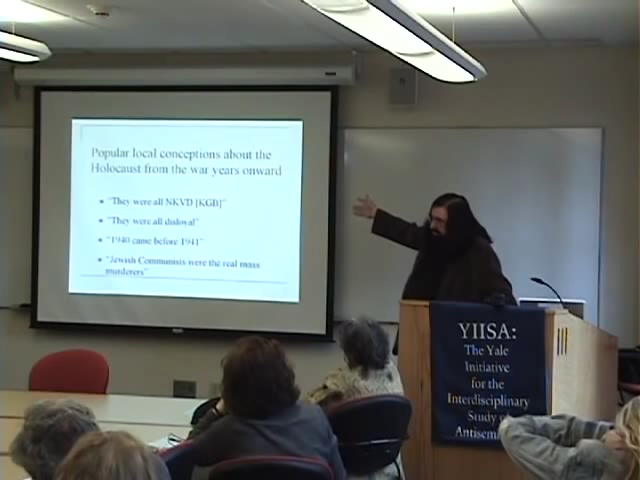 Popular local conceptions about the
Holocaust from the war years onward
"They were all NKVD [KGB]"
"They were all disloyal"
"1940 came before 1941"
"Jewish Communists were the real mass
murderers"
YIISA:
The Yale
Initiative
for the
Interdisciplinary
Study of
Antisem